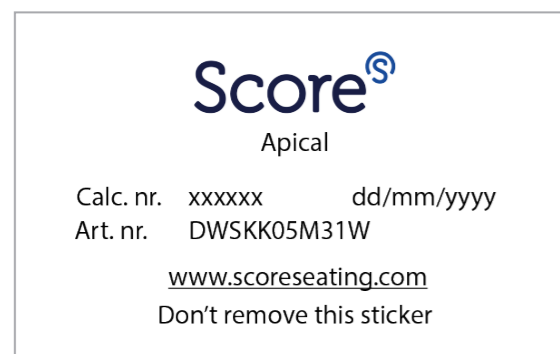 Score S
Apical
Calc. nr. xxxxxx dd/mm/yyyy
Art. nr. DWSKK05M31W
www.scoreseating.com
Don’t remove this sticker